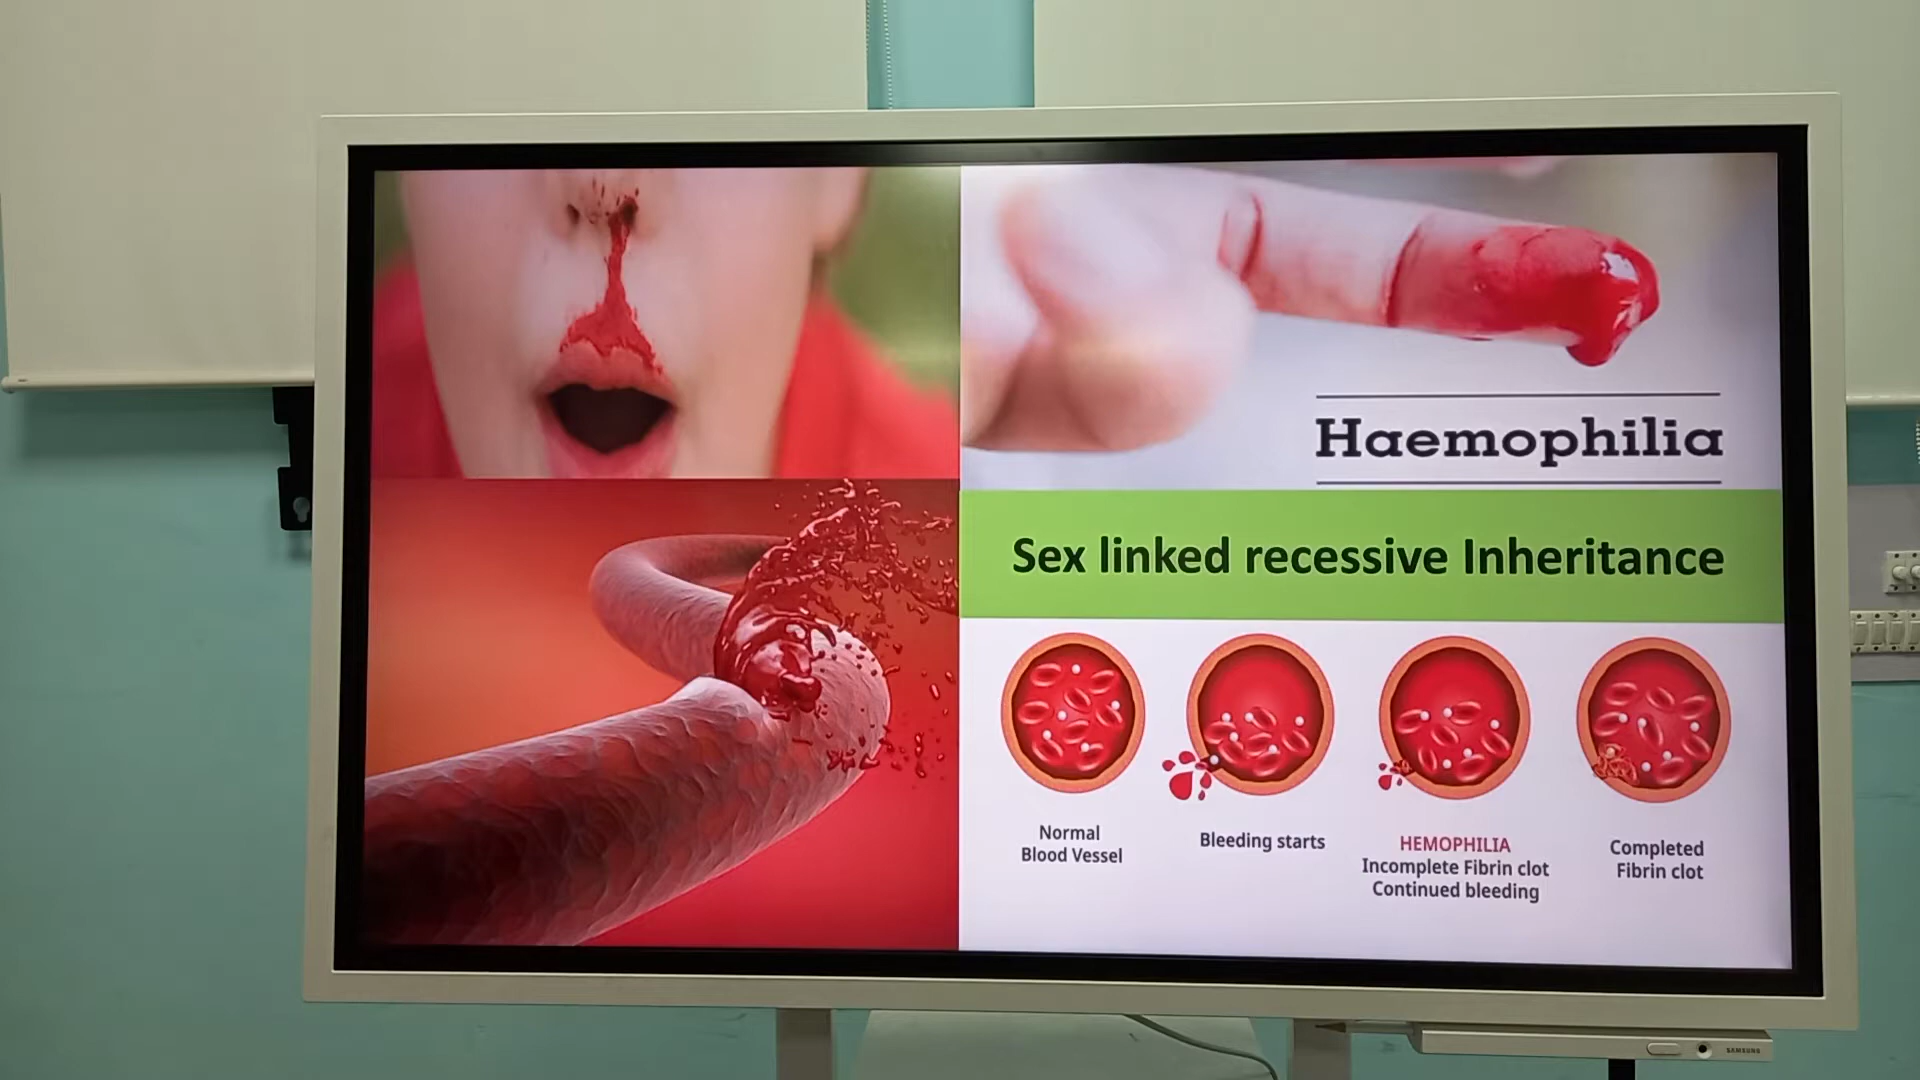 Haemophilia
Sex linked recessive Inheritance
Normal
Blood Vessel
Bleeding starts
HEMOPHILIA
Incomplete Fibrin clot
Continued bleeding
Completed
Fibrin clot
SAMSUNG